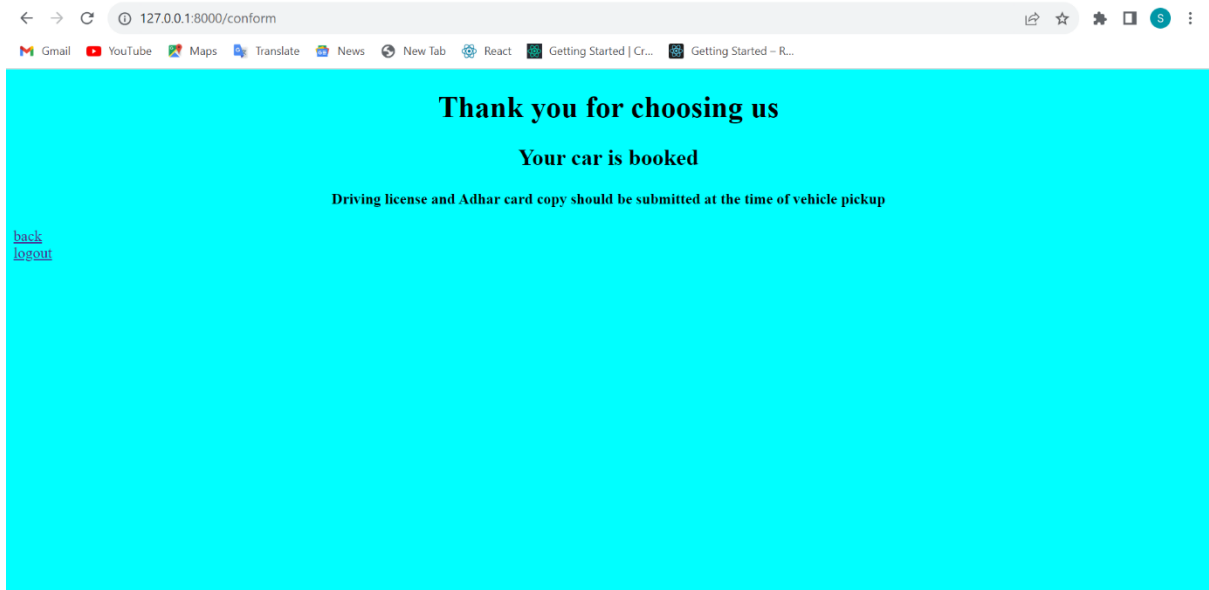 127.0.0.1:8000/conform
S
Gmail YouTube Maps Translate News New Tab React Getting Started | Cr... Getting Started – R...
Thank you for choosing us
Your car is booked
Driving license and Adhar card copy should be submitted at the time of vehicle pickup
back
logout